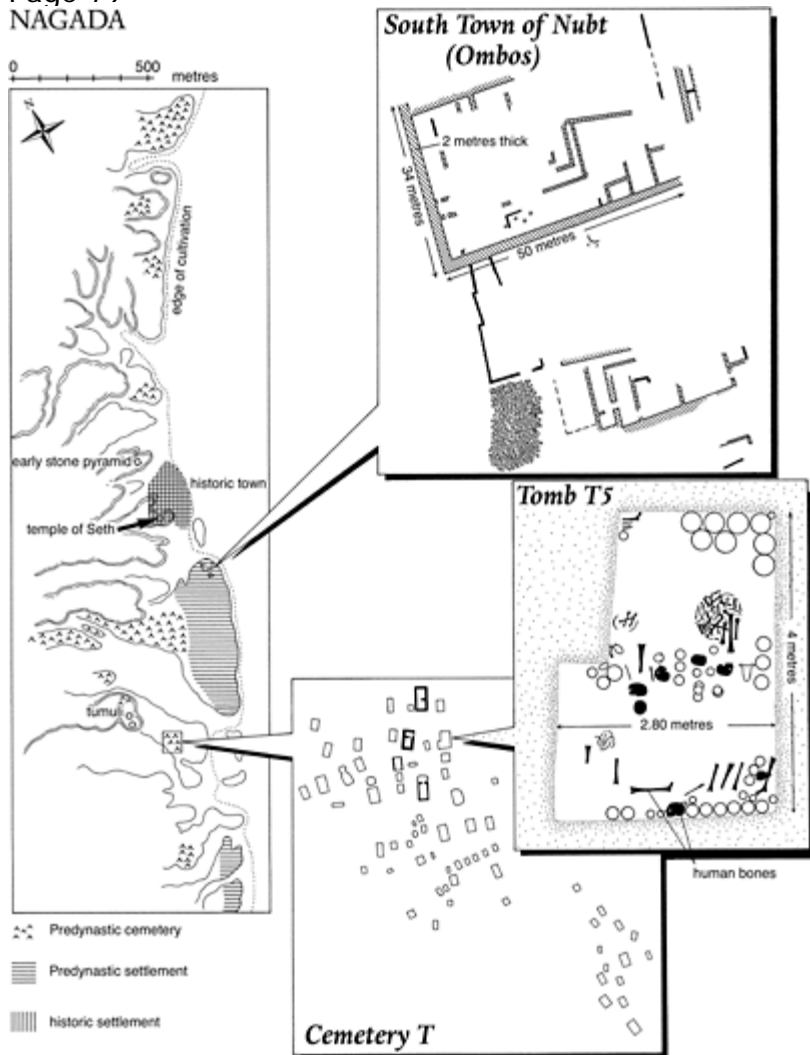 NAGADA
0 500 metres
N
edge of cultivation
early stone pyramid
historic town
temple of Seth
tumuli
Predynastic cemetery
Predynastic settlement
historic settlement
South Town of Nubt
(Ombos)
2 metres thick
34 metres
50 metres
Tomb T5
4 metres
2.80 metres
human bones
Cemetery T